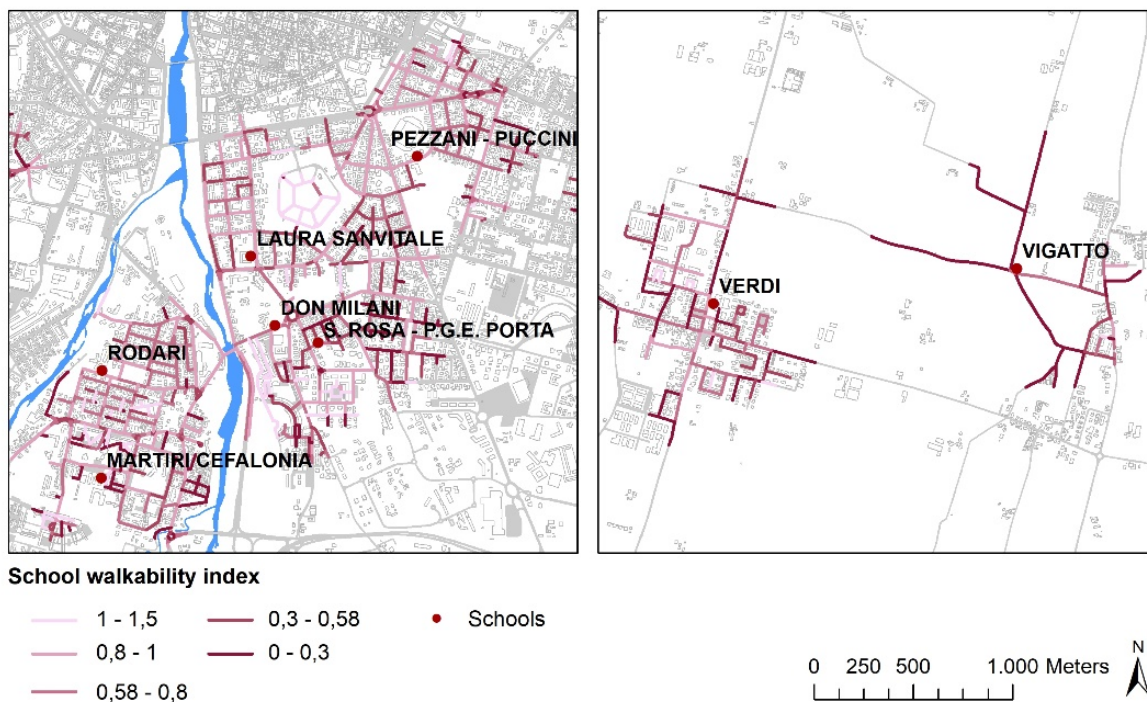 PEZZANI - PUCCINI
LAURA SANVITALE
DON MILANI
S. ROSA - P.G.E. PORTA
RODARI
MARTIRI CEFALONIA
VIGATTO
VERDI
School walkability index
1 - 1,5
0,3 - 0,58
Schools
0,8 - 1
0 - 0,3
0,58 - 0,8
N
0 250 500 1.000 Meters